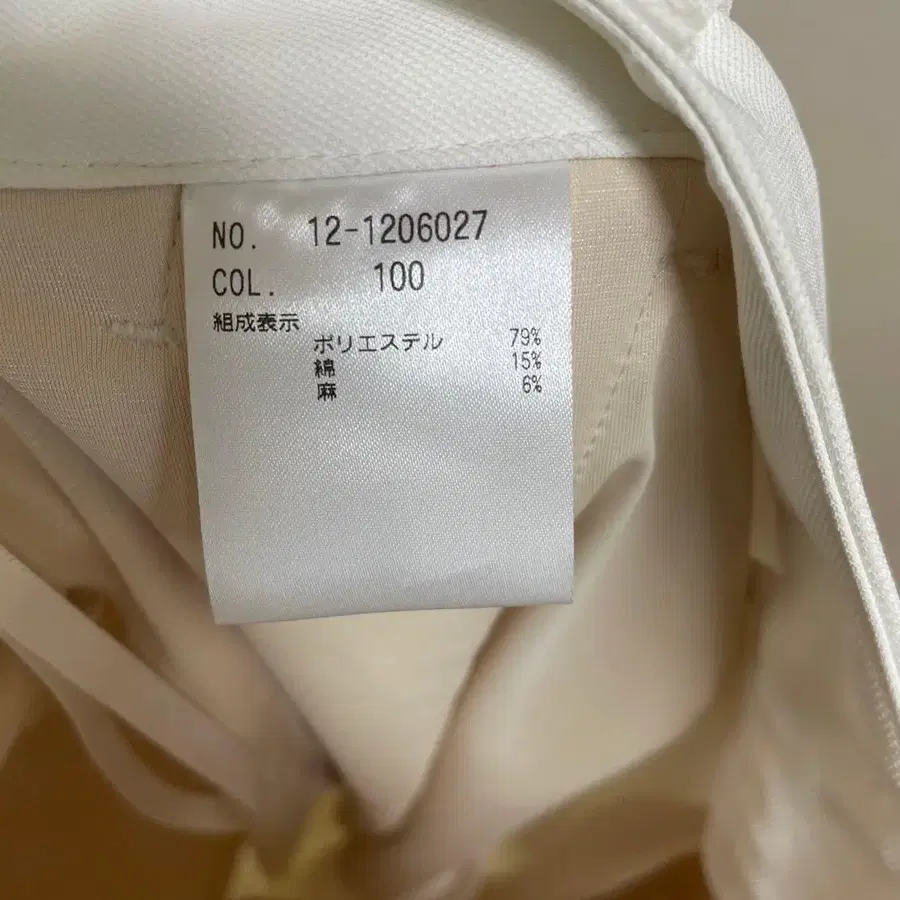 NO. 12-1206027
COL. 100
組成表示
ポリエステル 79%
綿 15%
麻 6%